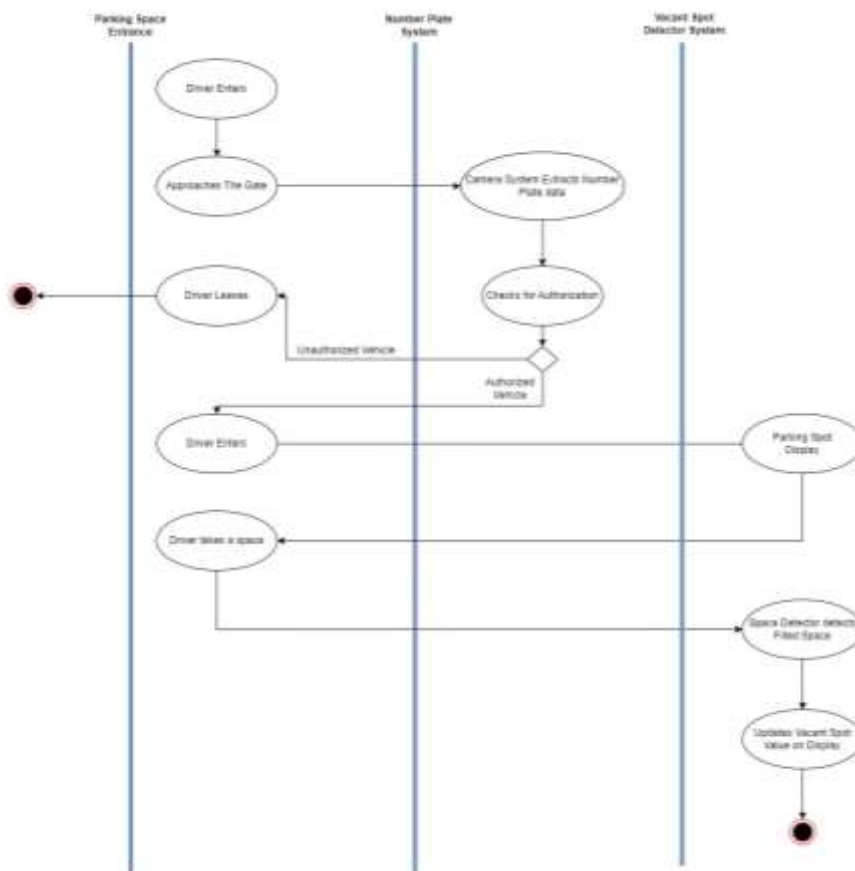 Parking Space
Entrance
Number Plate
System
Vacant Spot
Detector System
Driver Enters
Approaches The Gate
Camera System Extracts Number
Plate data
Driver Leaves
Checks for Authorization
Unauthorized Vehicle
Authorized
Vehicle
Driver Enters
Parking Spot
Display
Driver takes a space
Space Detector detects
Filled Space
Updates Vacant Spot
Value on Display